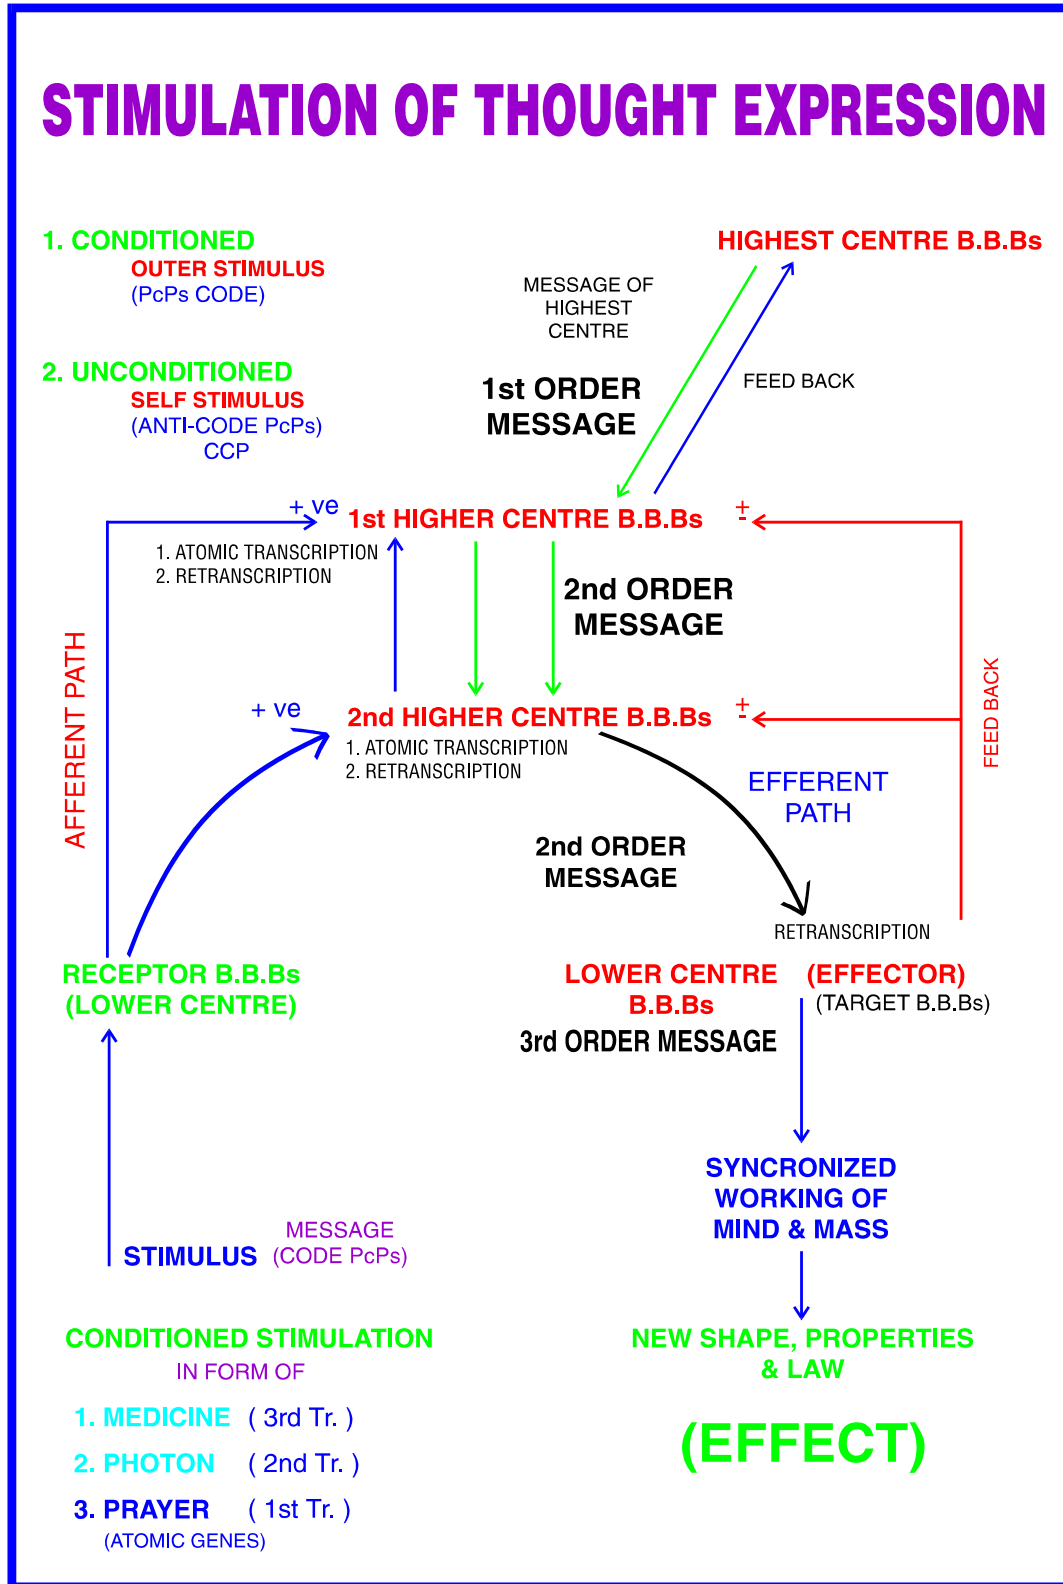 STIMULATION OF THOUGHT EXPRESSION
1. CONDITIONED
OUTER STIMULUS
(PcPs CODE)
2. UNCONDITIONED
SELF STIMULUS
(ANTI-CODE PcPs)
CCP
HIGHEST CENTRE B.B.Bs
MESSAGE OF
HIGHEST
CENTRE
1st ORDER
MESSAGE
FEED BACK
+ ve
1st HIGHER CENTRE B.B.Bs
+
-
1. ATOMIC TRANSCRIPTION
2. RETRANSCRIPTION
2nd ORDER
MESSAGE
AFFERENT PATH
FEED BACK
+ ve
2nd HIGHER CENTRE B.B.Bs
+
-
1. ATOMIC TRANSCRIPTION
2. RETRANSCRIPTION
EFFERENT
PATH
2nd ORDER
MESSAGE
RETRANSCRIPTION
RECEPTOR B.B.Bs
(LOWER CENTRE)
LOWER CENTRE (EFFECTOR)
B.B.Bs (TARGET B.B.Bs)
3rd ORDER MESSAGE
SYNCRONIZED
WORKING OF
MIND & MASS
STIMULUS
MESSAGE
(CODE PcPs)
CONDITIONED STIMULATION
IN FORM OF
1. MEDICINE ( 3rd Tr. )
2. PHOTON ( 2nd Tr. )
3. PRAYER ( 1st Tr. )
(ATOMIC GENES)
NEW SHAPE, PROPERTIES
& LAW
(EFFECT)